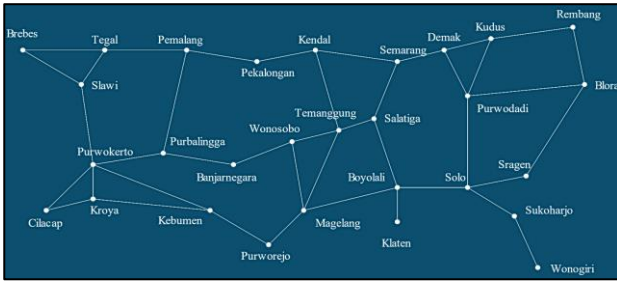 Rembang
Kudus
Brebes
Tegal
Pemalang
Kendal
Demak
Semarang
Pekalongan
Slawi
Blora
Purwodadi
Temanggung
Salatiga
Wonosobo
Purbalingga
Purwokerto
Banjarnegara
Sragen
Boyolali
Solo
Kroya
Cilacap
Kebumen
Magelang
Sukoharjo
Klaten
Purworejo
Wonogiri